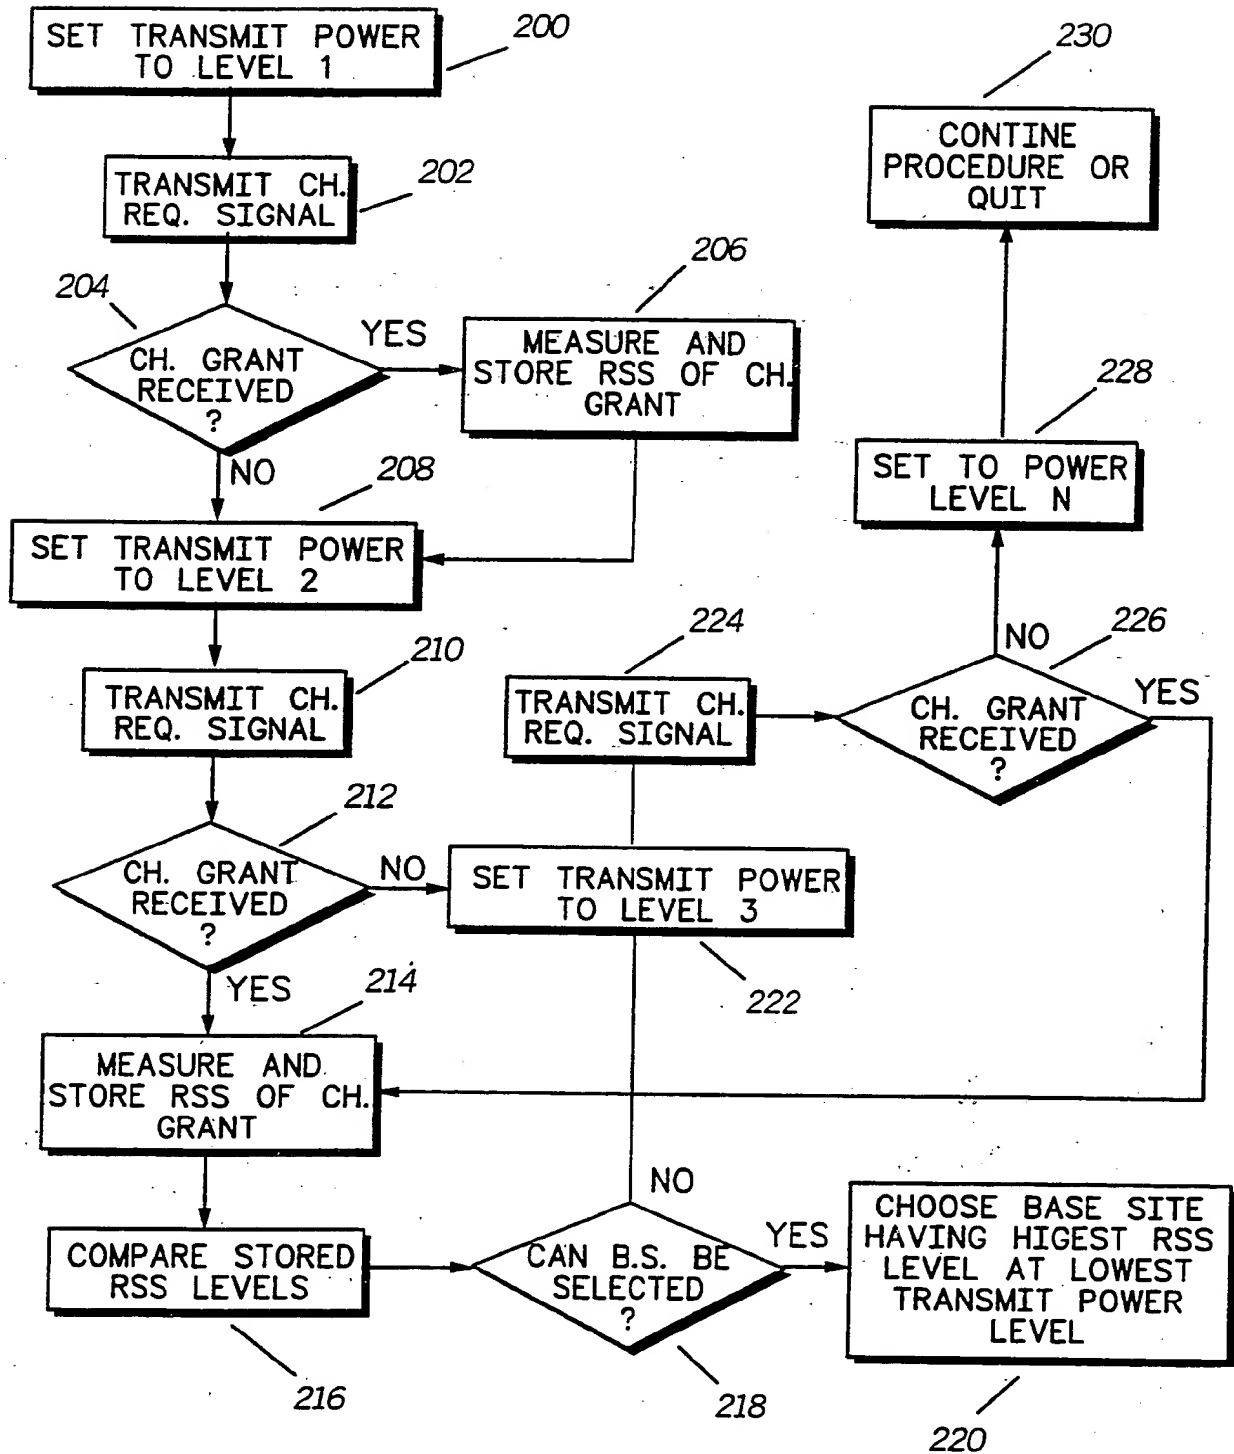 SET TRANSMIT POWER
TO LEVEL 1
200
TRANSMIT CH.
REQ. SIGNAL
202
204
CH. GRANT
RECEIVED
?
YES
NO
206
MEASURE AND
STORE RSS OF CH.
GRANT
208
SET TRANSMIT POWER
TO LEVEL 2
210
TRANSMIT CH.
REQ. SIGNAL
212
CH. GRANT
RECEIVED
?
NO
YES
214
MEASURE AND
STORE RSS OF CH.
GRANT
COMPARE STORED
RSS LEVELS
216
CAN B.S. BE
SELECTED
?
NO
YES
218
CHOOSE BASE SITE
HAVING HIGEST RSS
LEVEL AT LOWEST
TRANSMIT POWER
LEVEL
220
SET TRANSMIT POWER
TO LEVEL 3
222
224
TRANSMIT CH.
REQ. SIGNAL
226
CH. GRANT
RECEIVED
?
NO
YES
228
SET TO POWER
LEVEL N
230
CONTINE
PROCEDURE OR
QUIT